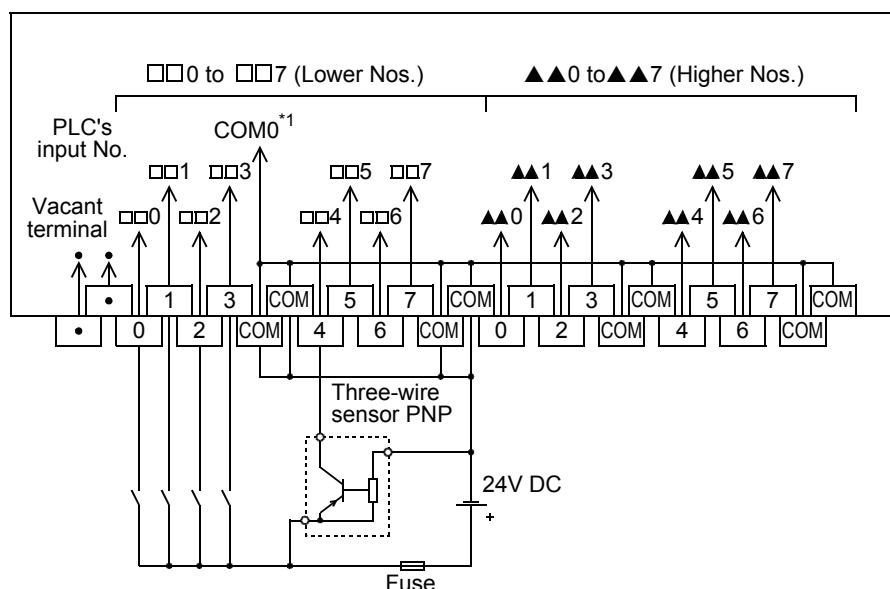 □□0 to □□7 (Lower Nos.) ▲▲0 to▲▲7 (Higher Nos.)
PLC's
input No.
COM0*1
□□1 □□3 □□5 □□7 ▲▲1 ▲▲3 ▲▲5 ▲▲7
Vacant
terminal
□□0 □□2 □□4 □□6 ▲▲0 ▲▲2 ▲▲4 ▲▲6
• •
• 1 3 COM 5 7 COM 1 3 COM 5 7 COM
• 0 2 COM 4 6 COM 0 2 COM 4 6 COM
Three-wire
sensor PNP
24V DC
+
Fuse